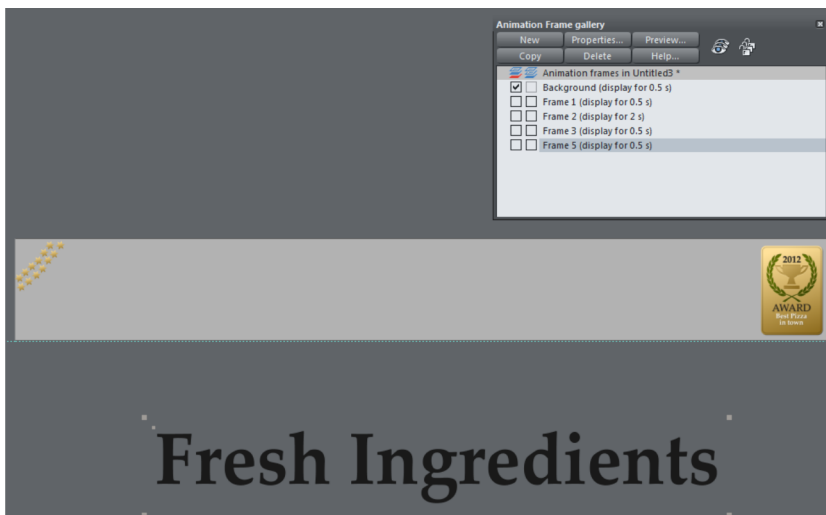 Animation Frame gallery
New Properties... Preview...
Copy Delete Help...
Animation frames in Untitled3 *
Background (display for 0.5 s)
Frame 1 (display for 0.5 s)
Frame 2 (display for 2 s)
Frame 3 (display for 0.5 s)
Frame 5 (display for 0.5 s)
2012
AWARD
Best Pizza
in town
Fresh Ingredients